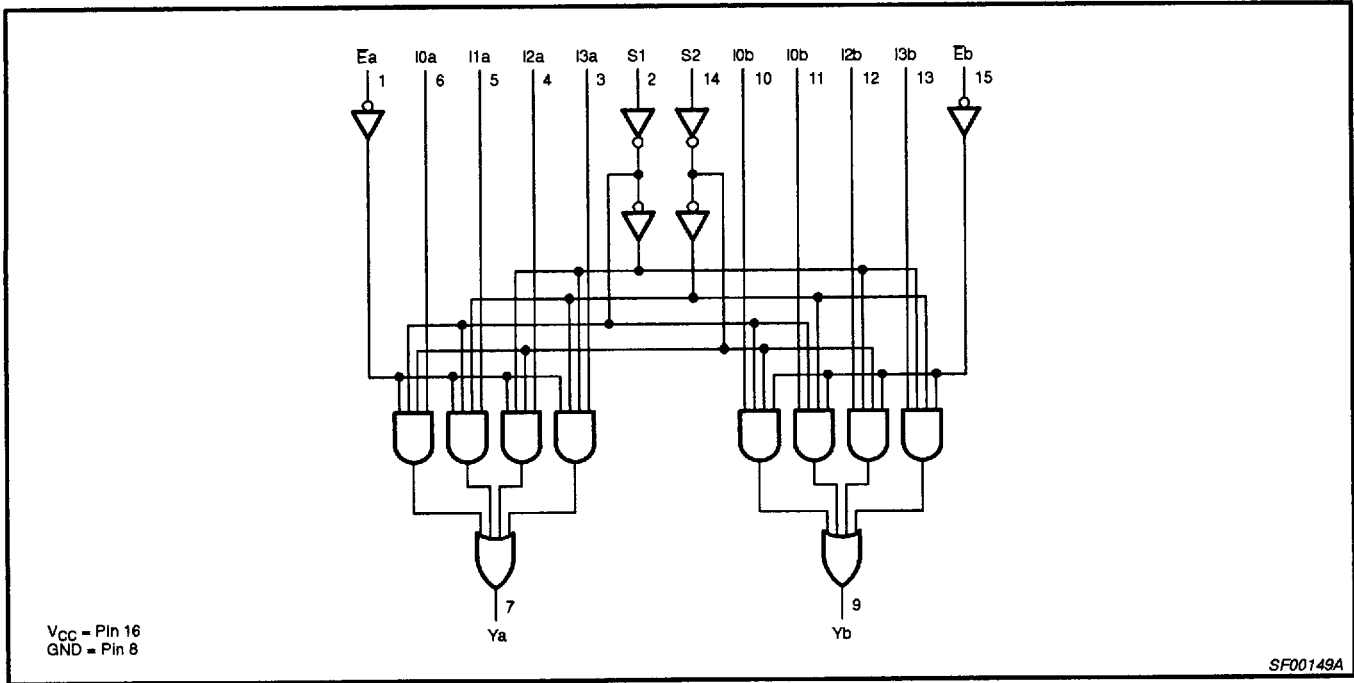 Ea I0a I1a I2a I3a S1 S2 I0b I0b I2b I3b Eb
1 6 5 4 3 2 14 10 11 12 13 15
7 9
Ya Yb
VCC = Pin 16
GND = Pin 8
SF00149A